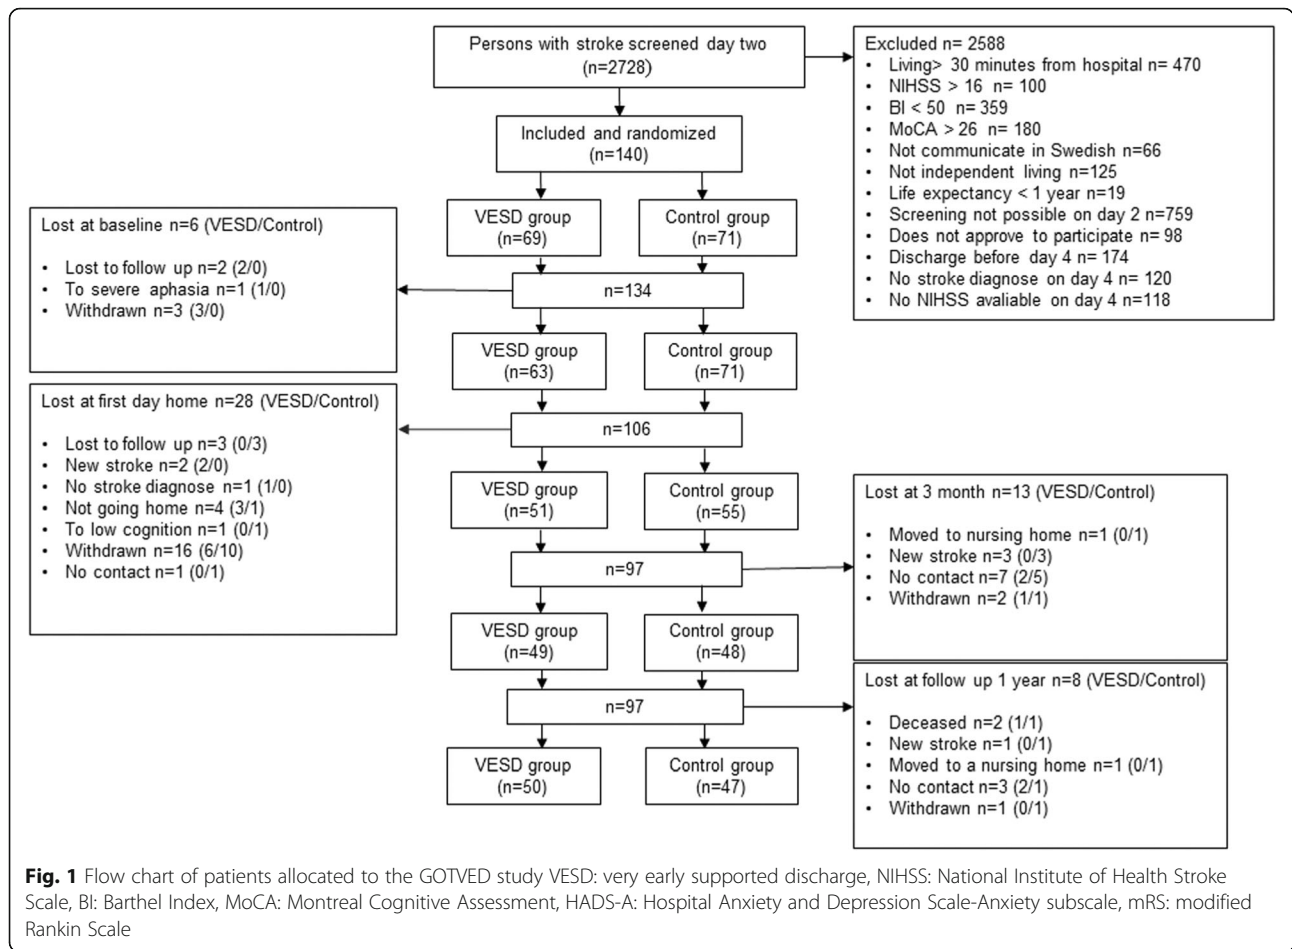 Persons with stroke screened day two
(n=2728)
Excluded n= 2588
• Living> 30 minutes from hospital n= 470
• NIHSS > 16 n= 100
• BI < 50 n= 359
• MoCA > 26 n= 180
• Not communicate in Swedish n=66
• Not independent living n=125
• Life expectancy < 1 year n=19
• Screening not possible on day 2 n=759
• Does not approve to participate n= 98
• Discharge before day 4 n= 174
• No stroke diagnose on day 4 n= 120
• No NIHSS avaliable on day 4 n=118
Included and randomized
(n=140)
VESD group
(n=69)
Control group
(n=71)
Lost at baseline n=6 (VESD/Control)
• Lost to follow up n=2 (2/0)
• To severe aphasia n=1 (1/0)
• Withdrawn n=3 (3/0)
n=134
VESD group
(n=63)
Control group
(n=71)
Lost at first day home n=28 (VESD/Control)
• Lost to follow up n=3 (0/3)
• New stroke n=2 (2/0)
• No stroke diagnose n=1 (1/0)
• Not going home n=4 (3/1)
• To low cognition n=1 (0/1)
• Withdrawn n=16 (6/10)
• No contact n=1 (0/1)
n=106
VESD group
(n=51)
Control group
(n=55)
Lost at 3 month n=13 (VESD/Control)
• Moved to nursing home n=1 (0/1)
• New stroke n=3 (0/3)
• No contact n=7 (2/5)
• Withdrawn n=2 (1/1)
n=97
VESD group
(n=49)
Control group
(n=48)
Lost at follow up 1 year n=8 (VESD/Control)
• Deceased n=2 (1/1)
• New stroke n=1 (0/1)
• Moved to a nursing home n=1 (0/1)
• No contact n=3 (2/1)
• Withdrawn n=1 (0/1)
n=97
VESD group
(n=50)
Control group
(n=47)
Fig. 1 Flow chart of patients allocated to the GOTVED study VESD: very early supported discharge, NIHSS: National Institute of Health Stroke
Scale, BI: Barthel Index, MoCA: Montreal Cognitive Assessment, HADS-A: Hospital Anxiety and Depression Scale-Anxiety subscale, mRS: modified
Rankin Scale